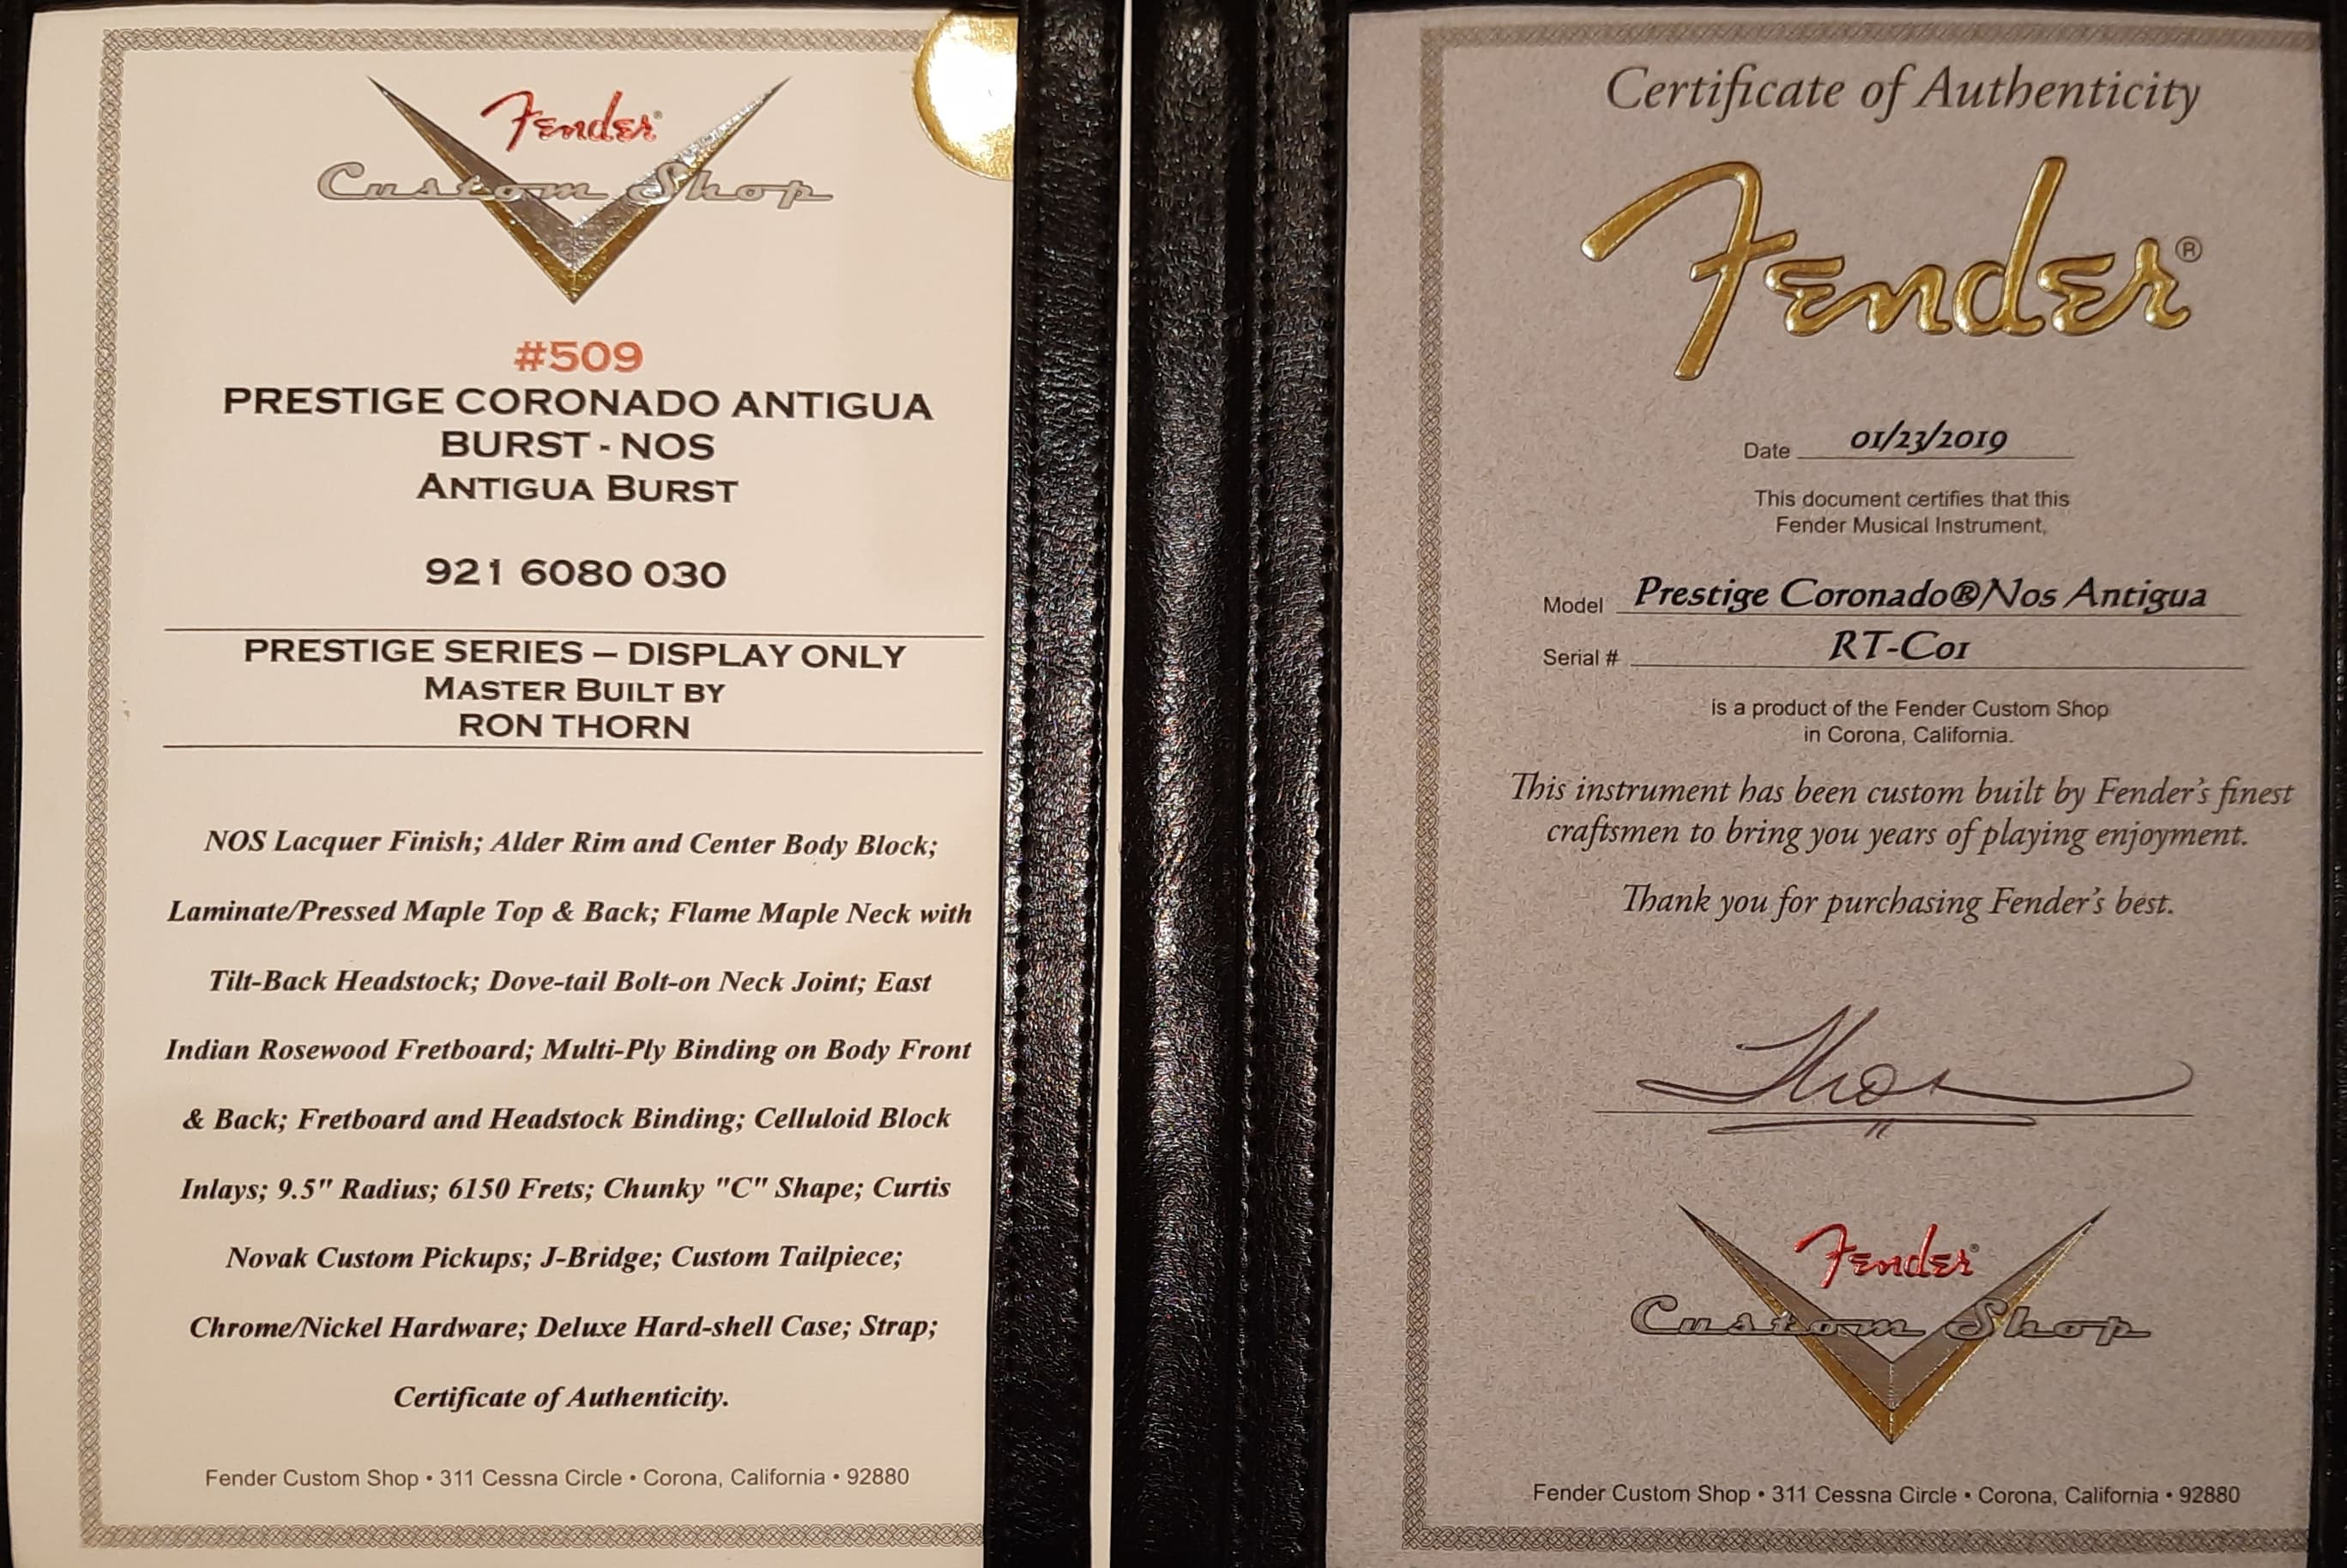 Fender®
Custom Shop
#509
PRESTIGE CORONADO ANTIGUA
BURST - NOS
ANTIGUA BURST
921 6080 030
PRESTIGE SERIES – DISPLAY ONLY
MASTER BUILT BY
RON THORN
NOS Lacquer Finish; Alder Rim and Center Body Block;
Laminate/Pressed Maple Top & Back; Flame Maple Neck with
Tilt-Back Headstock; Dove-tail Bolt-on Neck Joint; East
Indian Rosewood Fretboard; Multi-Ply Binding on Body Front
& Back; Fretboard and Headstock Binding; Celluloid Block
Inlays; 9.5" Radius; 6150 Frets; Chunky "C" Shape; Curtis
Novak Custom Pickups; J-Bridge; Custom Tailpiece;
Chrome/Nickel Hardware; Deluxe Hard-shell Case; Strap;
Certificate of Authenticity.
Fender Custom Shop • 311 Cessna Circle • Corona, California • 92880
Certificate of Authenticity
Fender®
Date 01/23/2019
This document certifies that this
Fender Musical Instrument,
Model Prestige Coronado®Nos Antigua
Serial # RT-C01
is a product of the Fender Custom Shop
in Corona, California.
This instrument has been custom built by Fender's finest
craftsmen to bring you years of playing enjoyment.
Thank you for purchasing Fender's best.
Fender®
Custom Shop
Fender Custom Shop • 311 Cessna Circle • Corona, California • 92880